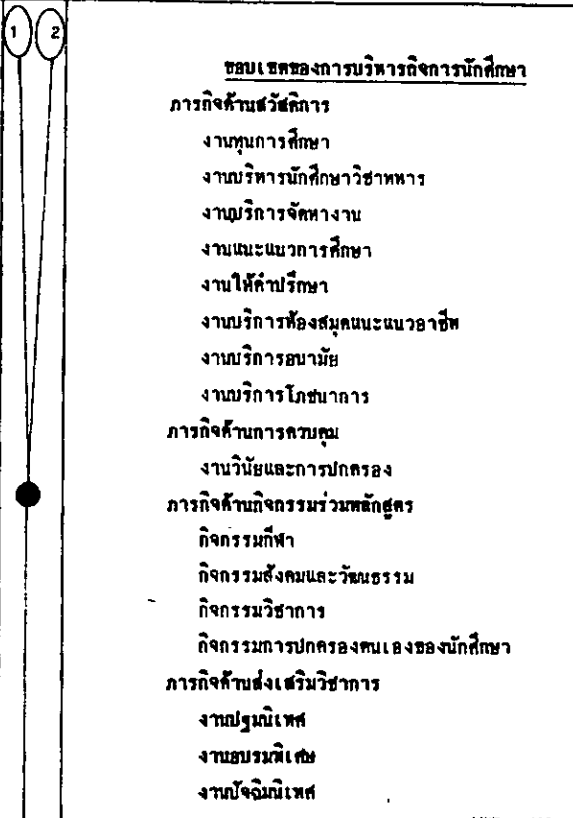 1 2
ขอบเขตของการบริหารกิจการนักศึกษา
ภารกิจด้านสวัสดิการ
งานทุนการศึกษา
งานบริหารนักศึกษาวิชาทหาร
งานบริการจัดหางาน
งานแนะแนวการศึกษา
งานให้คำปรึกษา
งานบริการห้องสมุดแนะแนวอาชีพ
งานบริการอนามัย
งานบริการโภชนาการ
ภารกิจด้านการควบคุม
งานวินัยและการปกครอง
ภารกิจด้านกิจกรรมร่วมหลักสูตร
กิจกรรมกีฬา
กิจกรรมสังคมและวัฒนธรรม
กิจกรรมวิชาการ
กิจกรรมการปกครองตนเองของนักศึกษา
ภารกิจด้านส่งเสริมวิชาการ
งานปฐมนิเทศ
งานอบรมพิเศษ
งานปัจฉิมนิเทศ